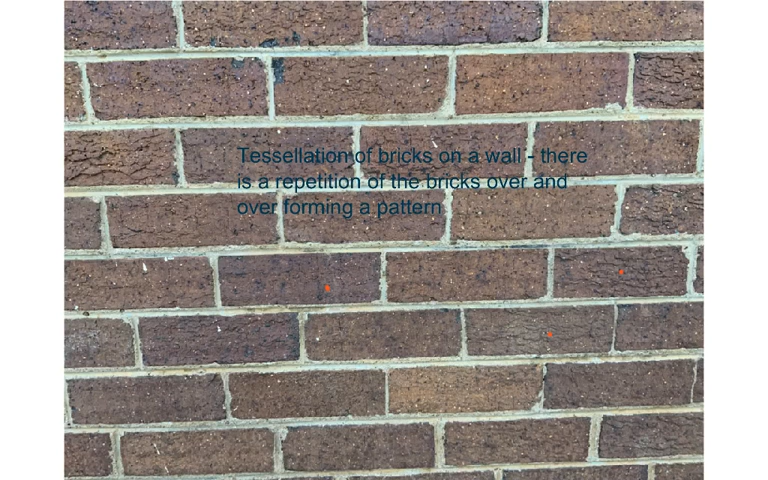 Tessellation of bricks on a wall - there
is a repetition of the bricks over and
over forming a pattern